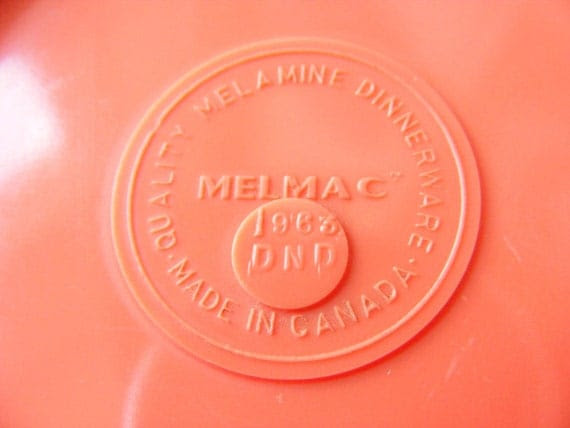 QUALITY MELAMINE DINNERWARE
MELMAC™
1963
DND
· MADE IN CANADA ·